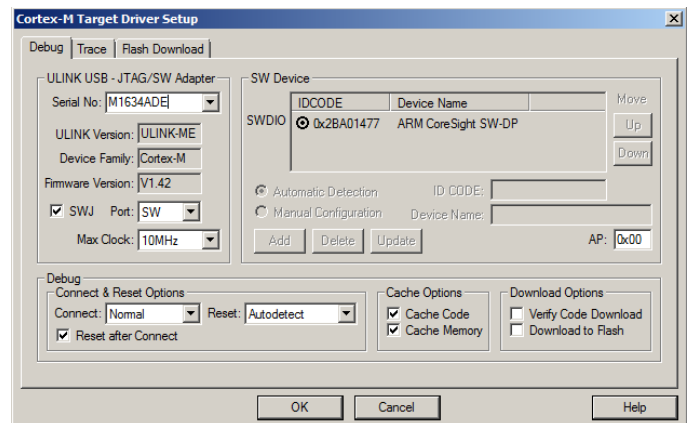 Cortex-M Target Driver Setup
Debug Trace Flash Download
ULINK USB - JTAG/SW Adapter
Serial No: M1634ADE
ULINK Version: ULINK-ME
Device Family: Cortex-M
Firmware Version: V1.42
SWJ Port: SW
Max Clock: 10MHz
SW Device
IDCODE Device Name
SWDIO 0x2BA01477 ARM CoreSight SW-DP
Move
Up
Down
Automatic Detection ID CODE:
Manual Configuration Device Name:
Add Delete Update AP: 0x00
Debug
Connect & Reset Options
Connect: Normal Reset: Autodetect
Reset after Connect
Cache Options
Cache Code
Cache Memory
Download Options
Verify Code Download
Download to Flash
OK Cancel Help